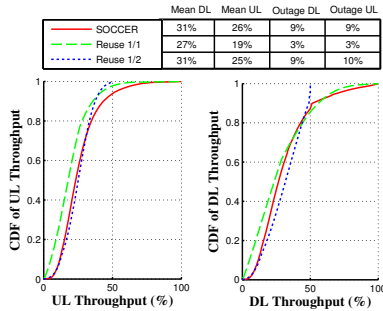 Mean DL Mean UL Outage DL Outage UL
SOCCER 31% 26% 9% 9%
Reuse 1/1 27% 19% 3% 3%
Reuse 1/2 31% 25% 9% 10%
1 1
0.8 0.8
0.6 0.6
0.4 0.4
0.2 0.2
0 0
0 50 100 0 50 100
CDF of UL Throughput
CDF of DL Throughput
UL Throughput (%) DL Throughput (%)